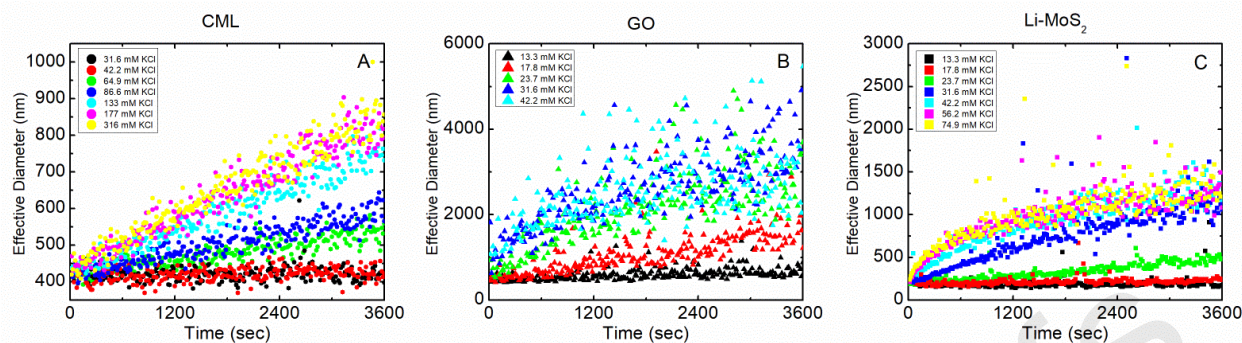 CML
A
31.6 mM KCl
42.2 mM KCl
64.9 mM KCl
86.6 mM KCl
133 mM KCl
177 mM KCl
316 mM KCl
1000
900
800
700
600
500
400
Effective Diameter (nm)
0 1200 2400 3600
Time (sec)
GO
B
13.3 mM KCl
17.8 mM KCl
23.7 mM KCl
31.6 mM KCl
42.2 mM KCl
6000
4000
2000
0
Effective Diameter (nm)
0 1200 2400 3600
Time (sec)
Li-MoS₂
C
13.3 mM KCl
17.8 mM KCl
23.7 mM KCl
31.6 mM KCl
42.2 mM KCl
56.2 mM KCl
74.9 mM KCl
3000
2500
2000
1500
1000
500
0
Effective Diameter (nm)
0 1200 2400 3600
Time (sec)